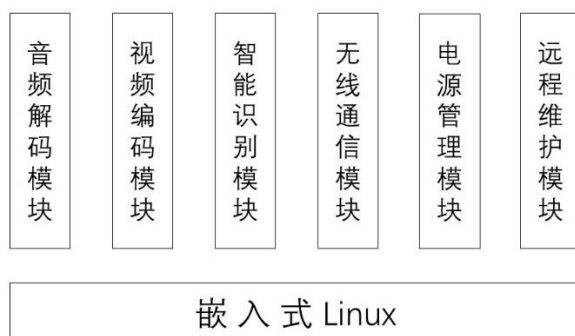 音频解码模块
视频编码模块
智能识别模块
无线通信模块
电源管理模块
远程维护模块
嵌入式 Linux